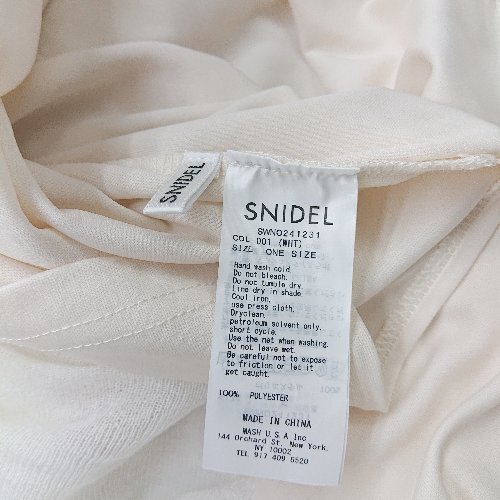 SNIDEL
SNIDEL
SWNO241231
COL 001 (WHT)
SIZE ONE SIZE
Hand wash cold
Do not bleach.
Do not tumble dry.
Line dry in shade
Cool iron,
use press cloth.
Dryclean,
petroleum solvent only.
short cycle.
Use the net when washing.
Do not leave wet
Be careful not to expose
to friction or let it
get caught.
100% POLYESTER
MADE IN CHINA
MASH U.S.A Inc
144 Orchard St. New York.
NY 10002
TEL 917 409 5520